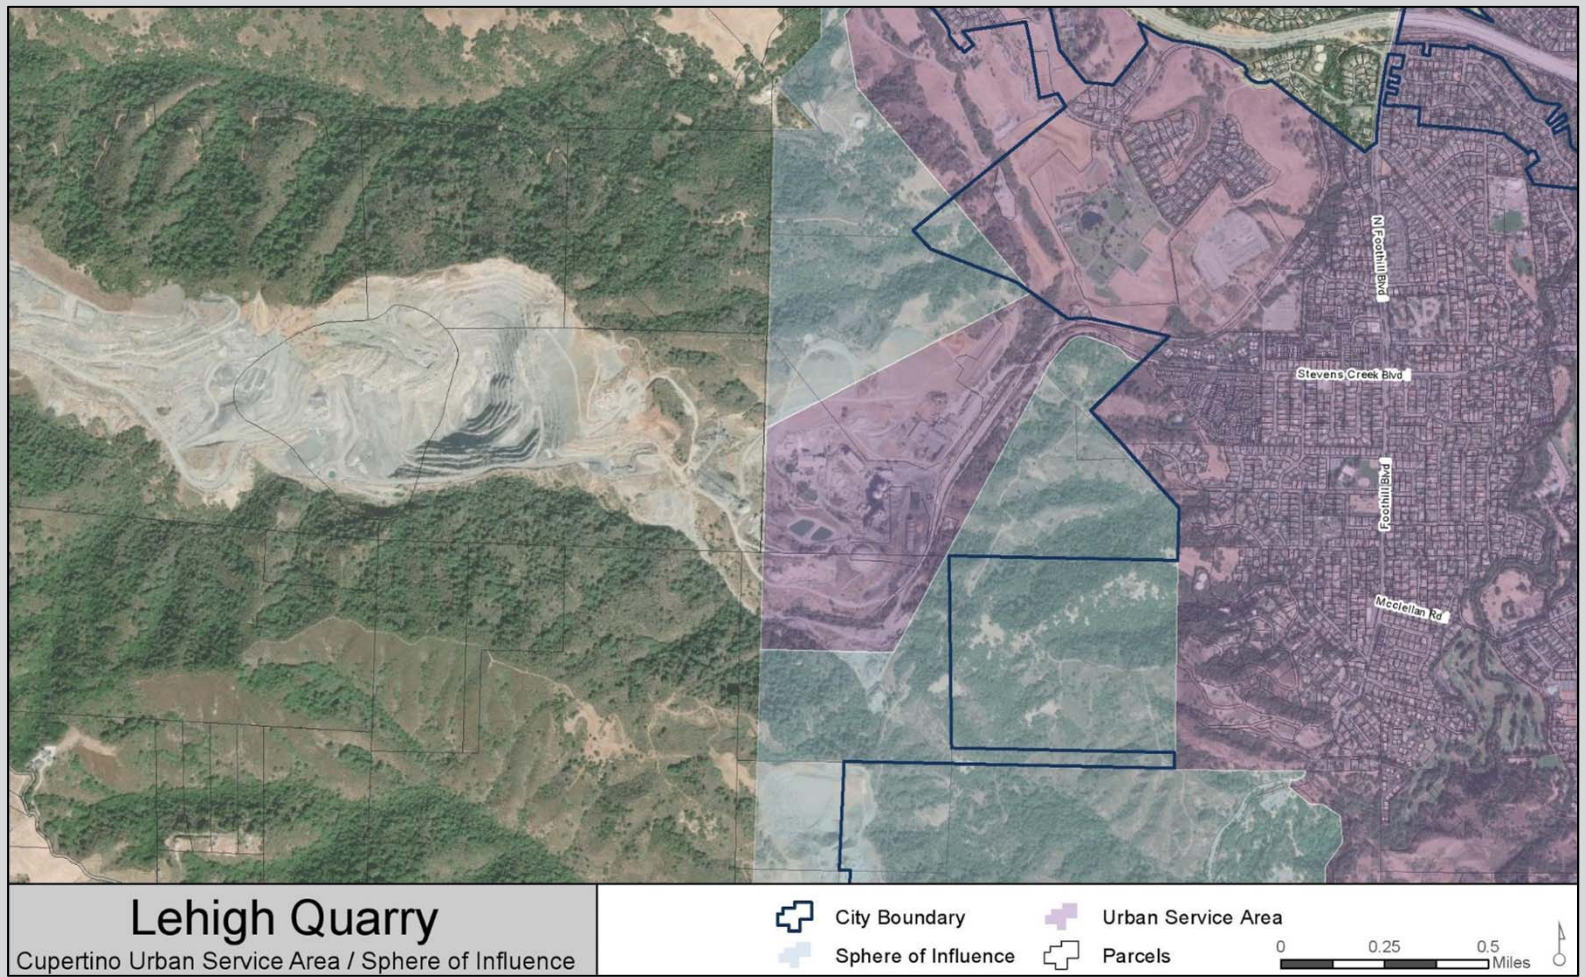 N Foothill Blvd
Stevens Creek Blvd
Foothill Blvd
Mcclellan Rd
Lehigh Quarry
Cupertino Urban Service Area / Sphere of Influence
City Boundary
Urban Service Area
Sphere of Influence
Parcels
0 0.25 0.5
Miles